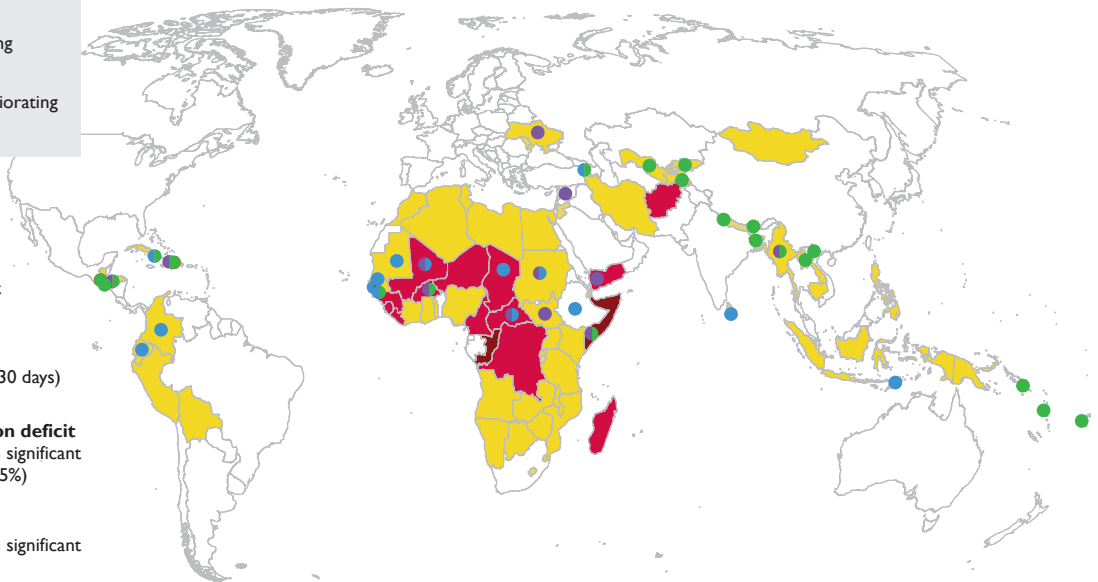 ng
iorating
t
30 days)
on deficit
significant
5%)
significant